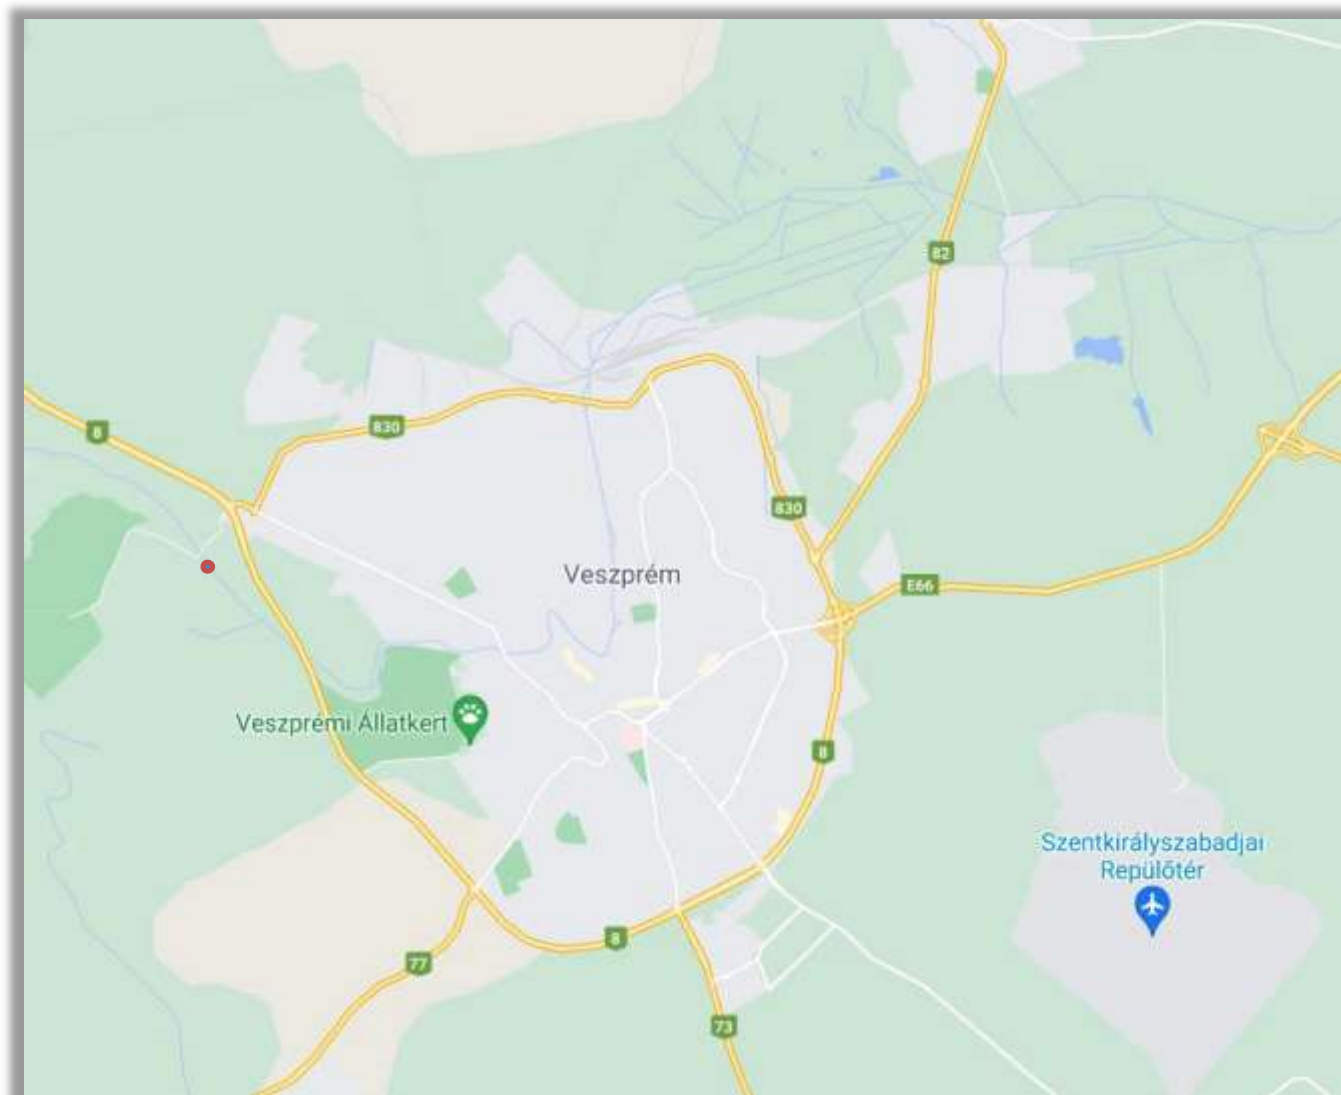 82
8
830
830
Veszprém
E66
Veszprémi Állatkert
8
Szentkirályszabadjai
Repülőtér
8
77
73